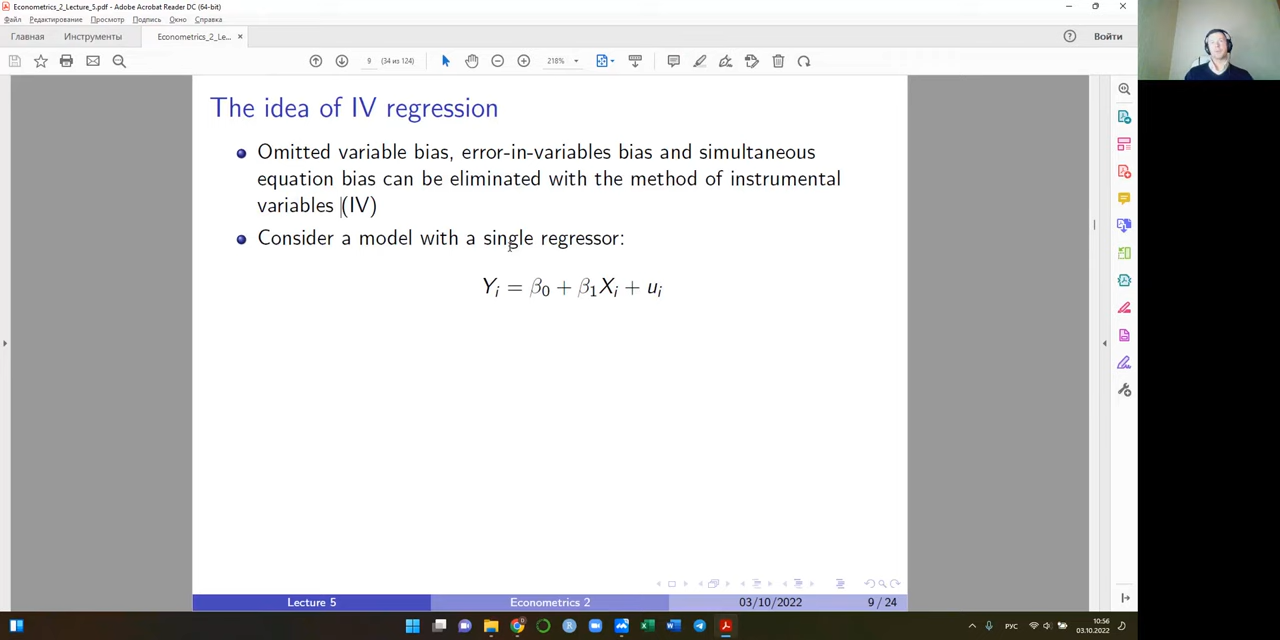 Econometrics_2_Lecture_5.pdf - Adobe Acrobat Reader DC (64-bit)
Файл Редактирование Просмотр Подпись Окно Справка
Главная Инструменты Econometrics_2_Le... × Войти
9 (34 из 124) 218%
The idea of IV regression
Omitted variable bias, error-in-variables bias and simultaneous
equation bias can be eliminated with the method of instrumental
variables (IV)
Consider a model with a single regressor:
Yᵢ = β₀ + β₁Xᵢ + uᵢ
Lecture 5 Econometrics 2 03/10/2022 9 / 24
РУС 10:56
03.10.2022